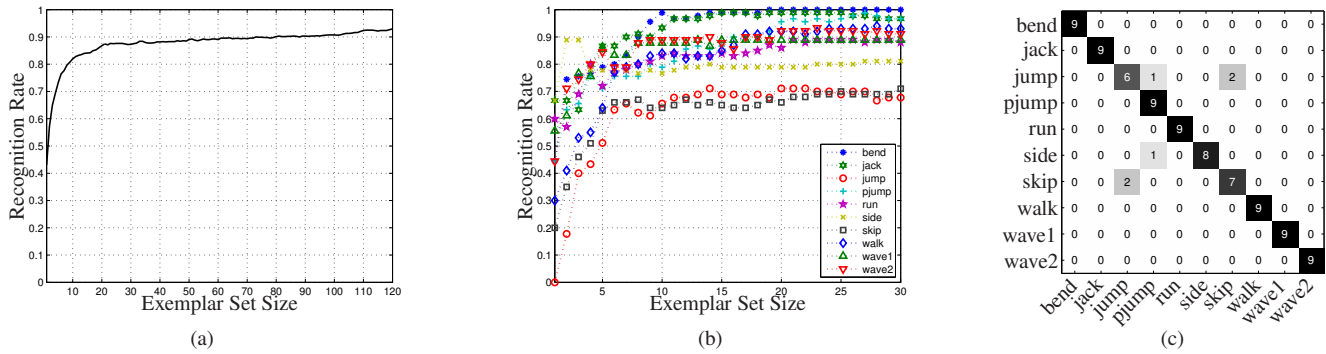 1
0.9
0.8
0.7
0.6
0.5
0.4
0.3
0.2
0.1
0
Recognition Rate
1 10 20 30 40 50 60 70 80 90 100 110 120
Exemplar Set Size
(a)
1
0.9
0.8
0.7
0.6
0.5
0.4
0.3
0.2
0.1
0
Recognition Rate
bend
jack
jump
pjump
run
side
skip
walk
wave1
wave2
1 5 10 15 20 25 30
Exemplar Set Size
(b)
bend 9 0 0 0 0 0 0 0 0 0
jack 0 9 0 0 0 0 0 0 0 0
jump 0 0 6 1 0 0 2 0 0 0
pjump 0 0 0 9 0 0 0 0 0 0
run 0 0 0 0 9 0 0 0 0 0
side 0 0 0 1 0 8 0 0 0 0
skip 0 0 2 0 0 0 7 0 0 0
walk 0 0 0 0 0 0 0 9 0 0
wave1 0 0 0 0 0 0 0 0 9 0
wave2 0 0 0 0 0 0 0 0 0 9
bend jack jump pjump run side skip walk wave1 wave2
(c)